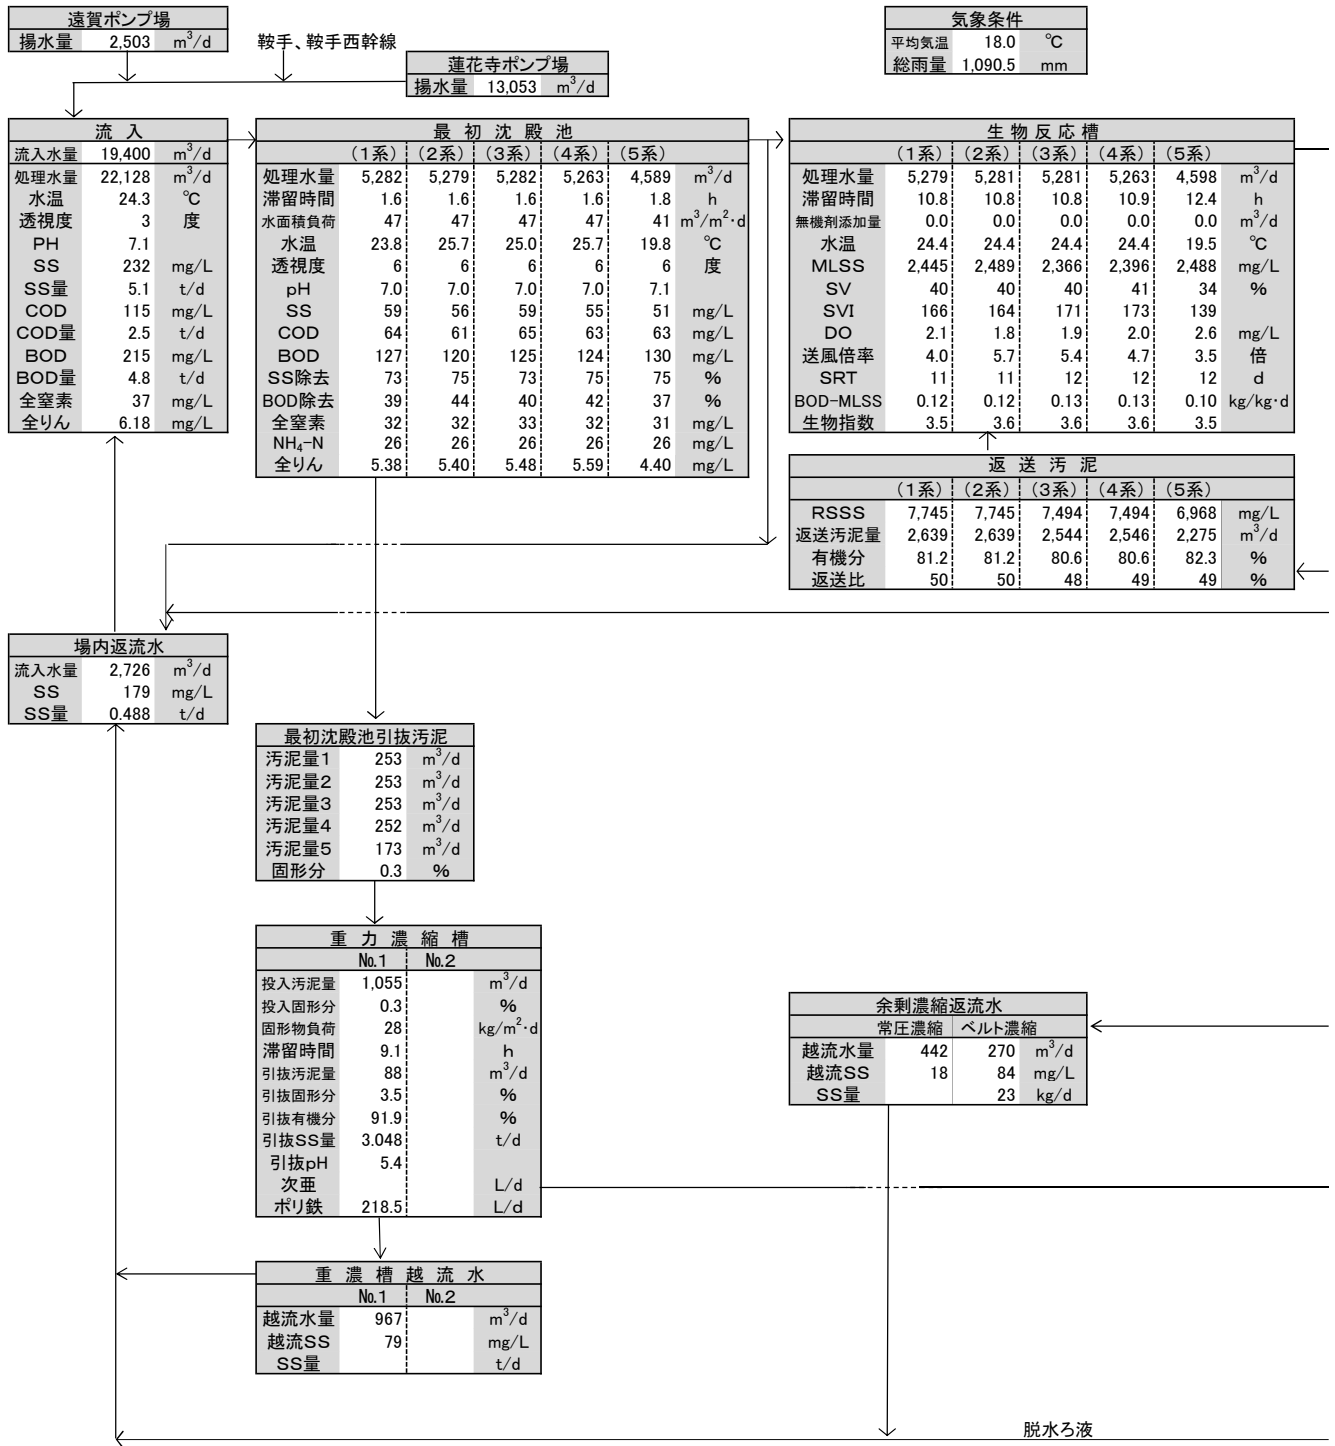 遠賀ポンプ場
揚水量 2,503 m³/d
鞍手、鞍手西幹線
蓮花寺ポンプ場
揚水量 13,053 m³/d
気象条件
平均気温 18.0 ℃
総雨量 1,090.5 mm
流 入
流入水量 19,400 m³/d
処理水量 22,128 m³/d
水温 24.3 ℃
透視度 3 度
PH 7.1
SS 232 mg/L
SS量 5.1 t/d
COD 115 mg/L
COD量 2.5 t/d
BOD 215 mg/L
BOD量 4.8 t/d
全窒素 37 mg/L
全りん 6.18 mg/L
最 初 沈 殿 池
(1系) (2系) (3系) (4系) (5系)
処理水量 5,282 5,279 5,282 5,263 4,589 m³/d
滞留時間 1.6 1.6 1.6 1.6 1.8 h
水面積負荷 47 47 47 47 41 m³/m²・d
水温 23.8 25.7 25.0 25.7 19.8 ℃
透視度 6 6 6 6 6 度
pH 7.0 7.0 7.0 7.0 7.1
SS 59 56 59 55 51 mg/L
COD 64 61 65 63 63 mg/L
BOD 127 120 125 124 130 mg/L
SS除去 73 75 73 75 75 %
BOD除去 39 44 40 42 37 %
全窒素 32 32 33 32 31 mg/L
NH₄-N 26 26 26 26 26 mg/L
全りん 5.38 5.40 5.48 5.59 4.40 mg/L
生 物 反 応 槽
(1系) (2系) (3系) (4系) (5系)
処理水量 5,279 5,281 5,281 5,263 4,598 m³/d
滞留時間 10.8 10.8 10.8 10.9 12.4 h
無機剤添加量 0.0 0.0 0.0 0.0 0.0 m³/d
水温 24.4 24.4 24.4 24.4 19.5 ℃
MLSS 2,445 2,489 2,366 2,396 2,488 mg/L
SV 40 40 40 41 34 %
SVI 166 164 171 173 139
DO 2.1 1.8 1.9 2.0 2.6 mg/L
送風倍率 4.0 5.7 5.4 4.7 3.5 倍
SRT 11 11 12 12 12 d
BOD-MLSS 0.12 0.12 0.13 0.13 0.10 kg/kg・d
生物指数 3.5 3.6 3.6 3.6 3.5
返 送 汚 泥
(1系) (2系) (3系) (4系) (5系)
RSSS 7,745 7,745 7,494 7,494 6,968 mg/L
返送汚泥量 2,639 2,639 2,544 2,546 2,275 m³/d
有機分 81.2 81.2 80.6 80.6 82.3 %
返送比 50 50 48 49 49 %
場内返流水
流入水量 2,726 m³/d
SS 179 mg/L
SS量 0.488 t/d
最初沈殿池引抜汚泥
汚泥量1 253 m³/d
汚泥量2 253 m³/d
汚泥量3 253 m³/d
汚泥量4 252 m³/d
汚泥量5 173 m³/d
固形分 0.3 %
重 力 濃 縮 槽
№1 №2
投入汚泥量 1,055 m³/d
投入固形分 0.3 %
固形物負荷 28 kg/m²・d
滞留時間 9.1 h
引抜汚泥量 88 m³/d
引抜固形分 3.5 %
引抜有機分 91.9 %
引抜SS量 3.048 t/d
引抜pH 5.4
次亜 L/d
ポリ鉄 218.5 L/d
余剰濃縮返流水
常圧濃縮 ベルト濃縮
越流水量 442 270 m³/d
越流SS 18 84 mg/L
SS量 23 kg/d
重 濃 槽 越 流 水
№1 №2
越流水量 967 m³/d
越流SS 79 mg/L
SS量 t/d
脱水ろ液